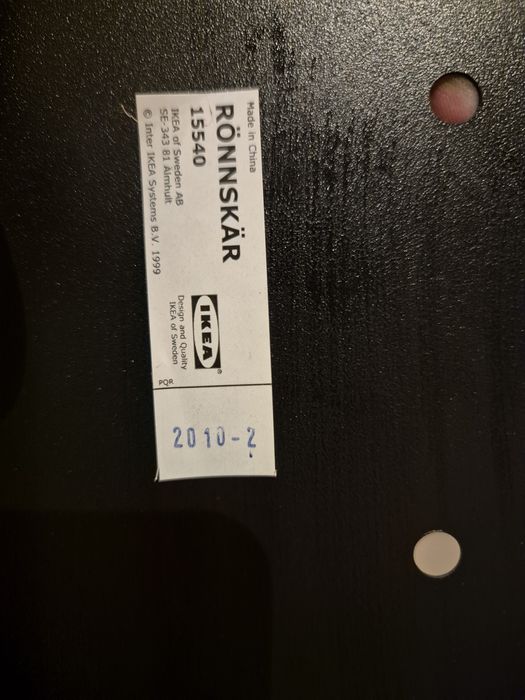 Made in China
RÖNNSKÄR
15540
IKEA of Sweden AB
SE-343 81 Älmhult
© Inter IKEA Systems B.V. 1999
IKEA®
Design and Quality
IKEA of Sweden
PQR
2010-2